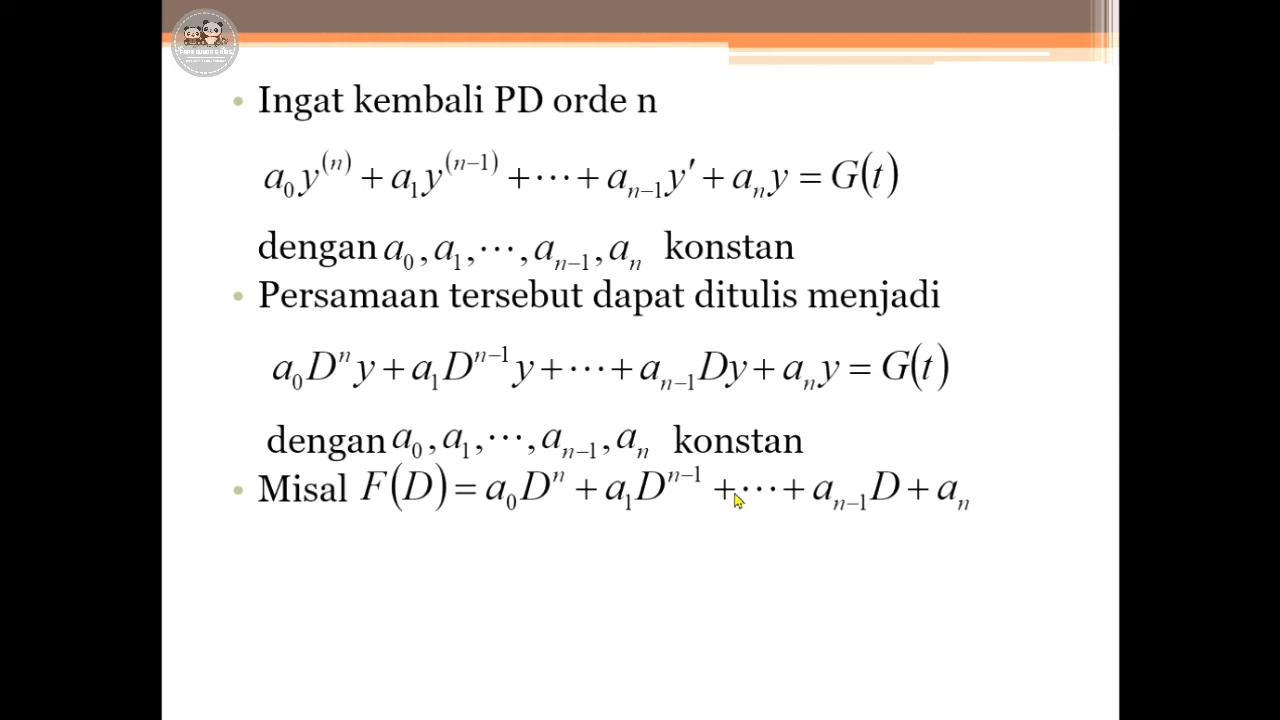 • Ingat kembali PD orde n
a₀y⁽ⁿ⁾ + a₁y⁽ⁿ⁻¹⁾ + ⋯ + aₙ₋₁y′ + aₙy = G(t)
dengan a₀, a₁, ⋯, aₙ₋₁, aₙ konstan
• Persamaan tersebut dapat ditulis menjadi
a₀Dⁿy + a₁Dⁿ⁻¹y + ⋯ + aₙ₋₁Dy + aₙy = G(t)
dengan a₀, a₁, ⋯, aₙ₋₁, aₙ konstan
• Misal F(D) = a₀Dⁿ + a₁Dⁿ⁻¹ + ⋯ + aₙ₋₁D + aₙ